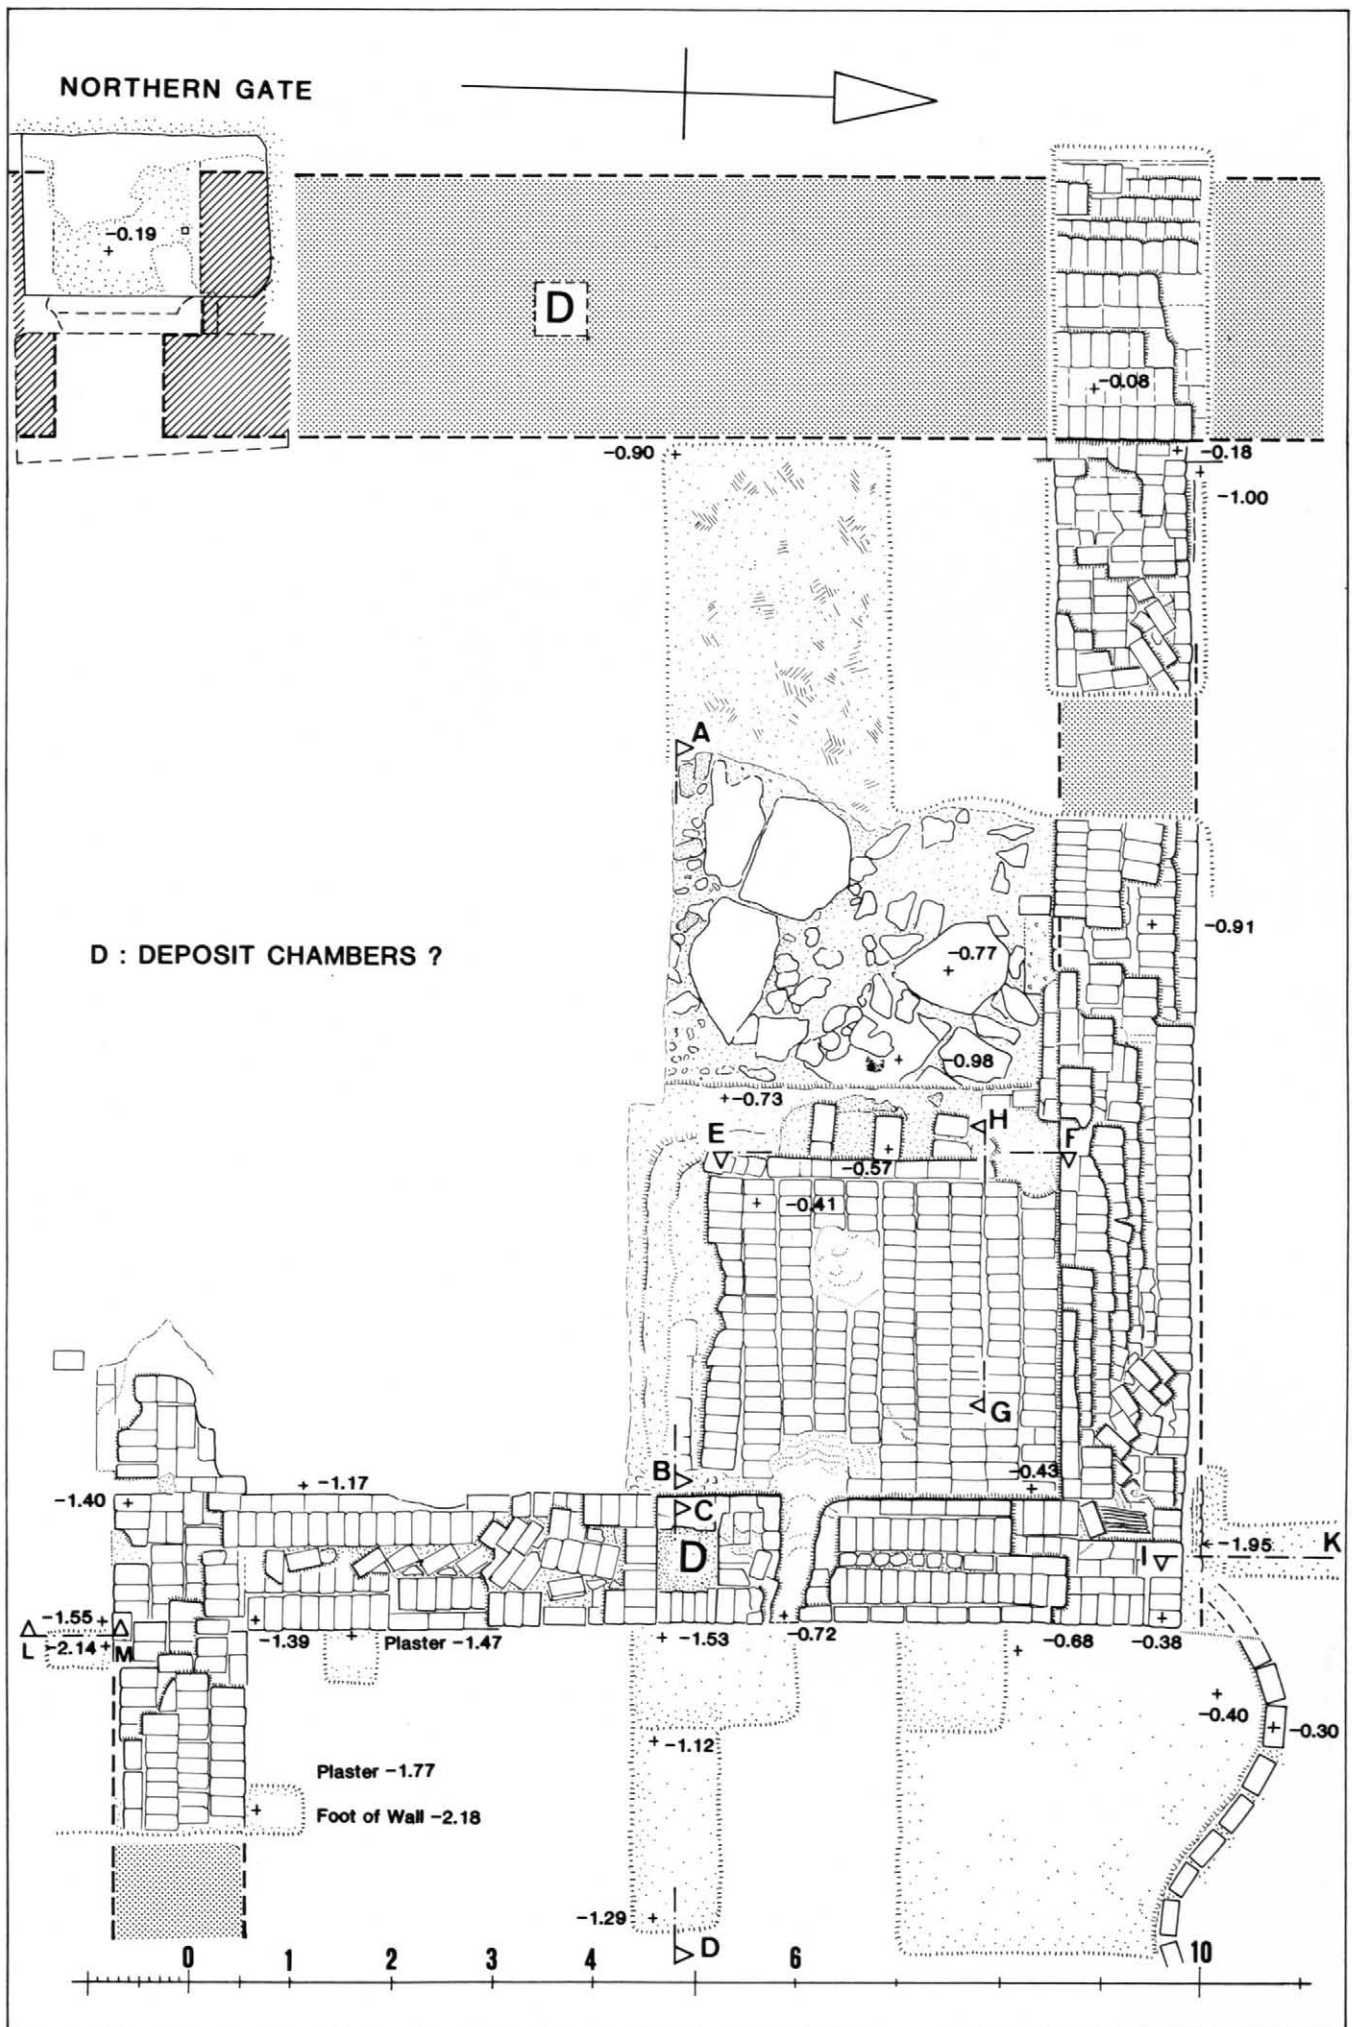 NORTHERN GATE
-0.19
D
-0.08
-0.90
-0.18
-1.00
A
-0.91
-0.77
D : DEPOSIT CHAMBERS ?
-0.98
-0.73
H
E
F
-0.57
-0.41
G
B
-0.43
-1.17
-1.40
C
D
-1.95
K
I
-1.55
L
-2.14
M
-1.39
Plaster -1.47
-1.53
-0.72
-0.68
-0.38
-0.40
-0.30
-1.12
Plaster -1.77
Foot of Wall -2.18
-1.29
D
0 1 2 3 4 6 10